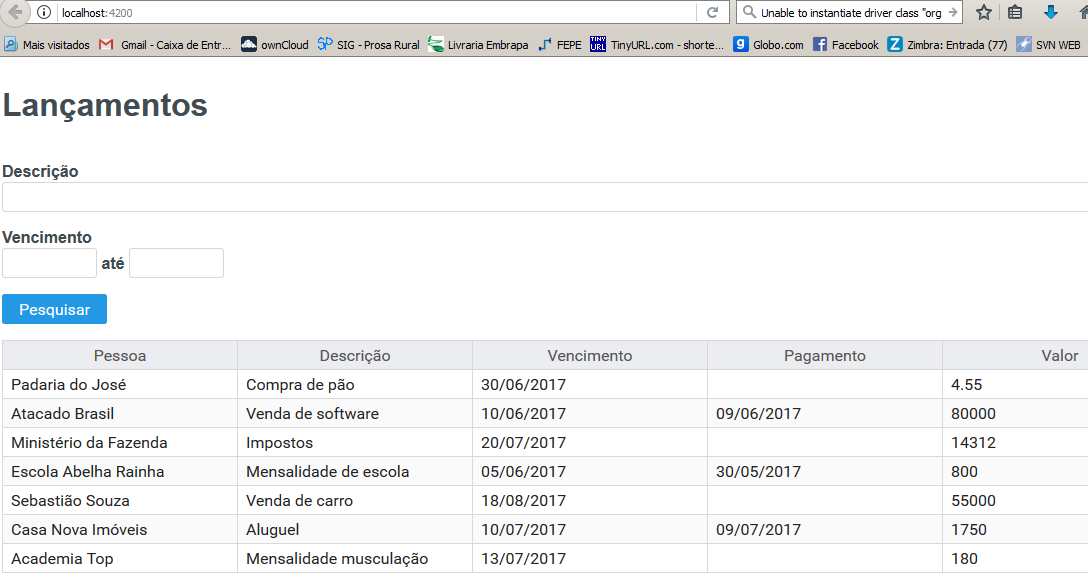 localhost:4200 Unable to instantiate driver class "org
Mais visitados Gmail - Caixa de Entr... ownCloud SIG - Prosa Rural Livraria Embrapa FEPE TINY URL TinyURL.com - shorte... Globo.com Facebook Zimbra: Entrada (77) SVN WEB
Lançamentos
Descrição
Vencimento
até
Pesquisar
Pessoa Descrição Vencimento Pagamento Valor
Padaria do José Compra de pão 30/06/2017 4.55
Atacado Brasil Venda de software 10/06/2017 09/06/2017 80000
Ministério da Fazenda Impostos 20/07/2017 14312
Escola Abelha Rainha Mensalidade de escola 05/06/2017 30/05/2017 800
Sebastião Souza Venda de carro 18/08/2017 55000
Casa Nova Imóveis Aluguel 10/07/2017 09/07/2017 1750
Academia Top Mensalidade musculação 13/07/2017 180